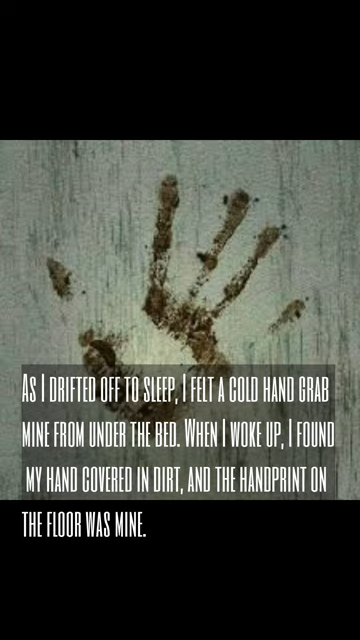 As I drifted off to sleep, I felt a cold hand grab
mine from under the bed. When I woke up, I found
my hand covered in dirt, and the handprint on
the floor was mine.